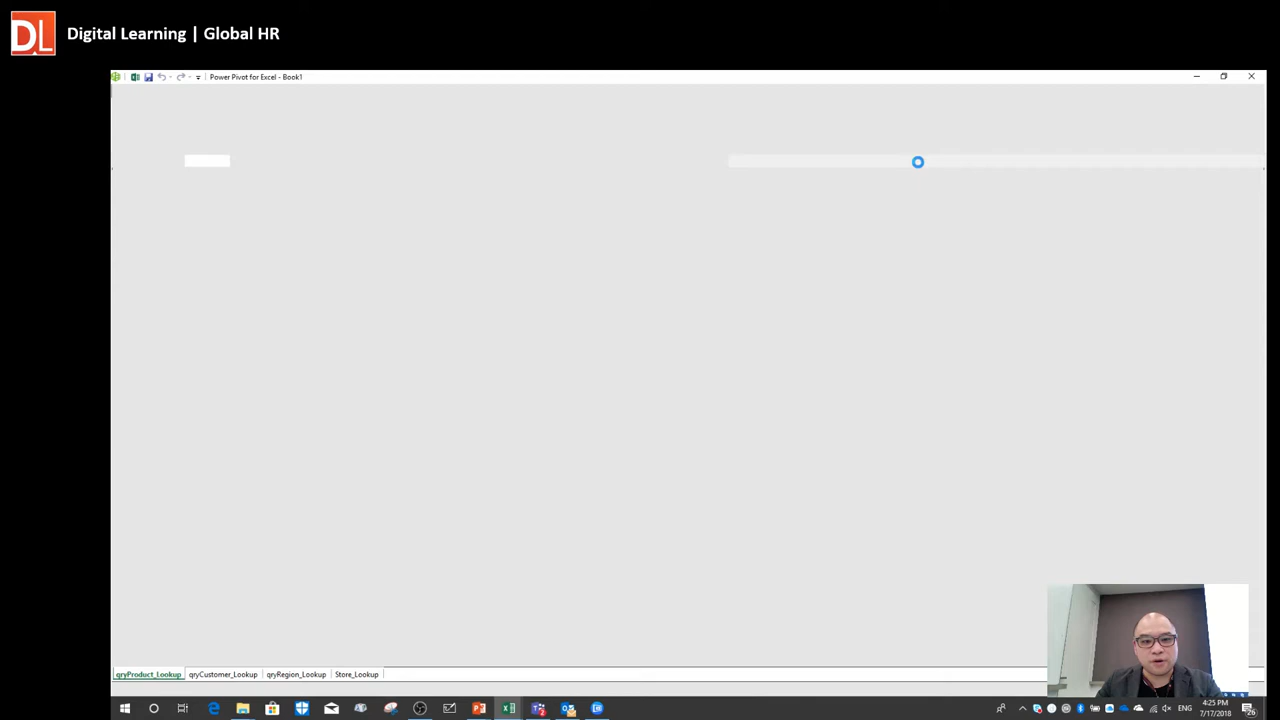 DL Digital Learning | Global HR
Power Pivot for Excel - Book1
qryProduct_Lookup qryCustomer_Lookup qryRegion_Lookup Store_Lookup
ENG 4:25 PM
7/17/2018
26